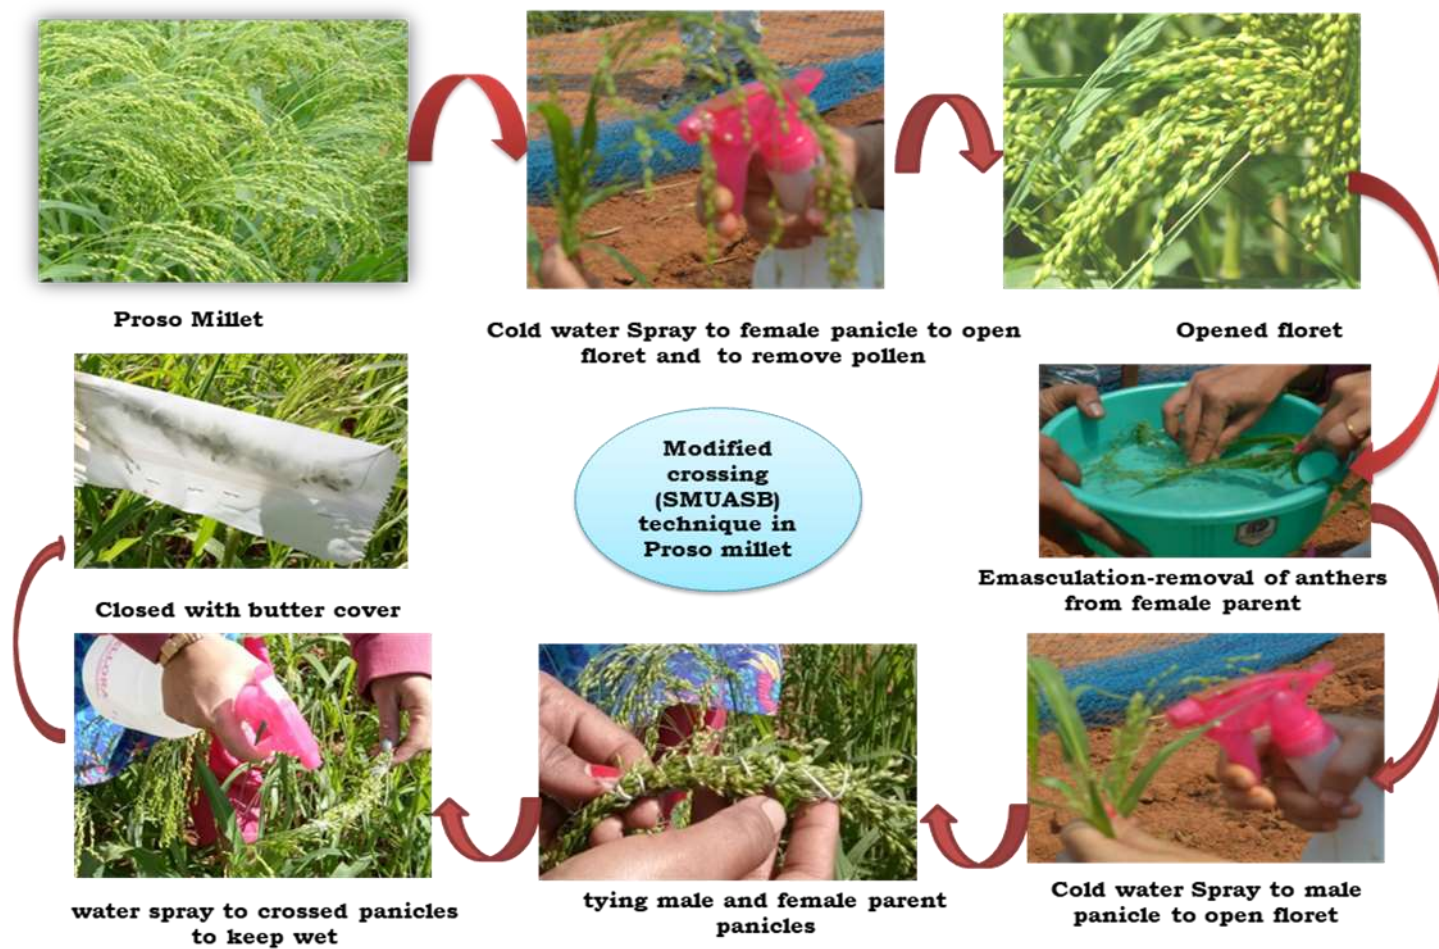 Proso Millet
Cold water Spray to female panicle to open
floret and to remove pollen
Opened floret
Modified
crossing
(SMUASB)
technique in
Proso millet
Emasculation-removal of anthers
from female parent
Cold water Spray to male
panicle to open floret
tying male and female parent
panicles
water spray to crossed panicles
to keep wet
Closed with butter cover